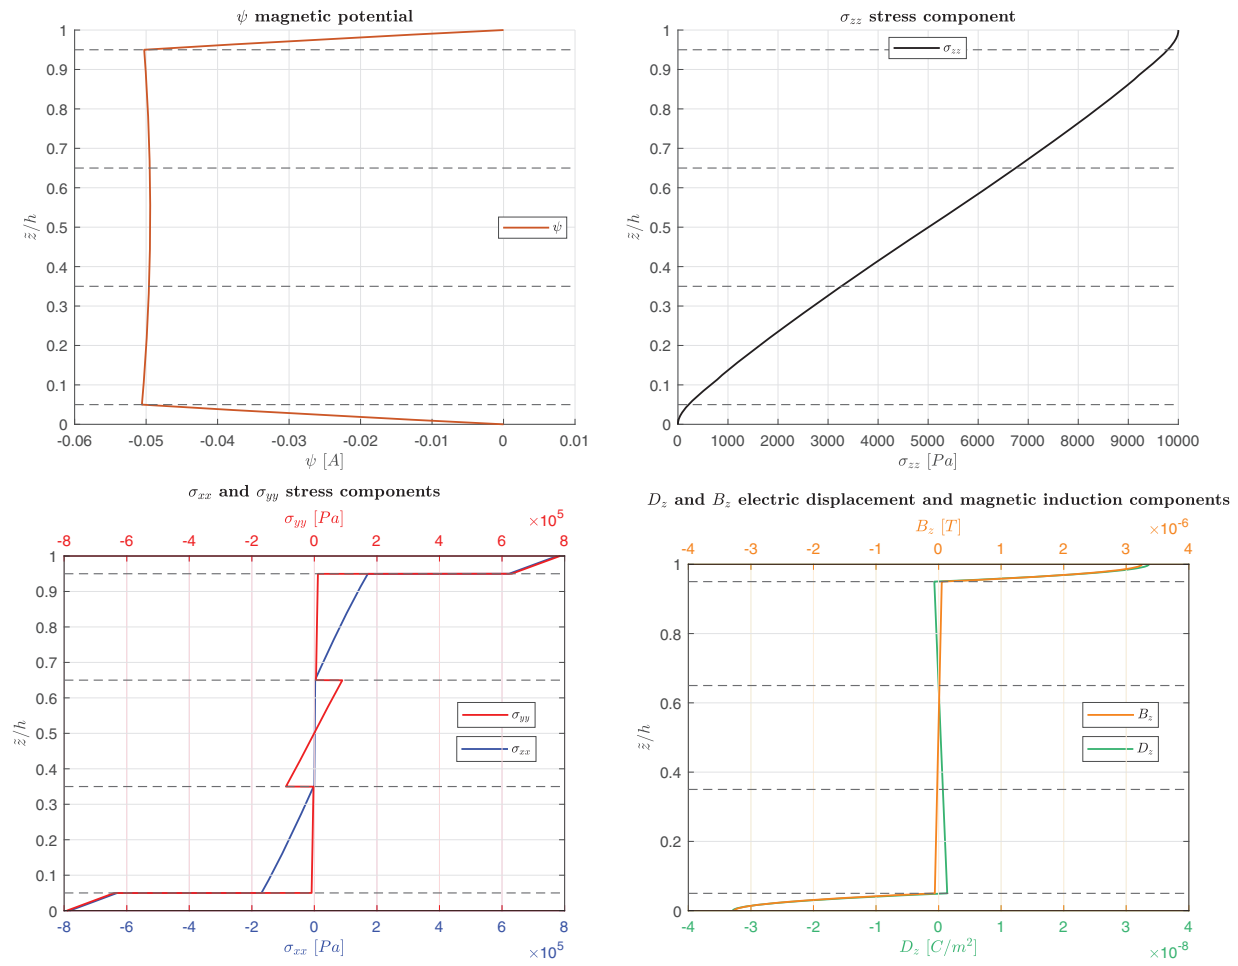 ψ magnetic potential
1
0.9
0.8
0.7
0.6
0.5
0.4
0.3
0.2
0.1
0
z̃/h
ψ
-0.06 -0.05 -0.04 -0.03 -0.02 -0.01 0 0.01
ψ [A]
σzz stress component
1
0.9
0.8
0.7
0.6
0.5
0.4
0.3
0.2
0.1
0
z̃/h
σzz
0 1000 2000 3000 4000 5000 6000 7000 8000 9000 10000
σzz [Pa]
σxx and σyy stress components
σyy [Pa]
×10^5
-8 -6 -4 -2 0 2 4 6 8
1
0.9
0.8
0.7
0.6
0.5
0.4
0.3
0.2
0.1
0
z̃/h
σyy
σxx
-8 -6 -4 -2 0 2 4 6 8
σxx [Pa]
×10^5
Dz and Bz electric displacement and magnetic induction components
Bz [T]
×10^-6
-4 -3 -2 -1 0 1 2 3 4
1
0.8
0.6
0.4
0.2
0
z̃/h
Bz
Dz
-4 -3 -2 -1 0 1 2 3 4
Dz [C/m²]
×10^-8